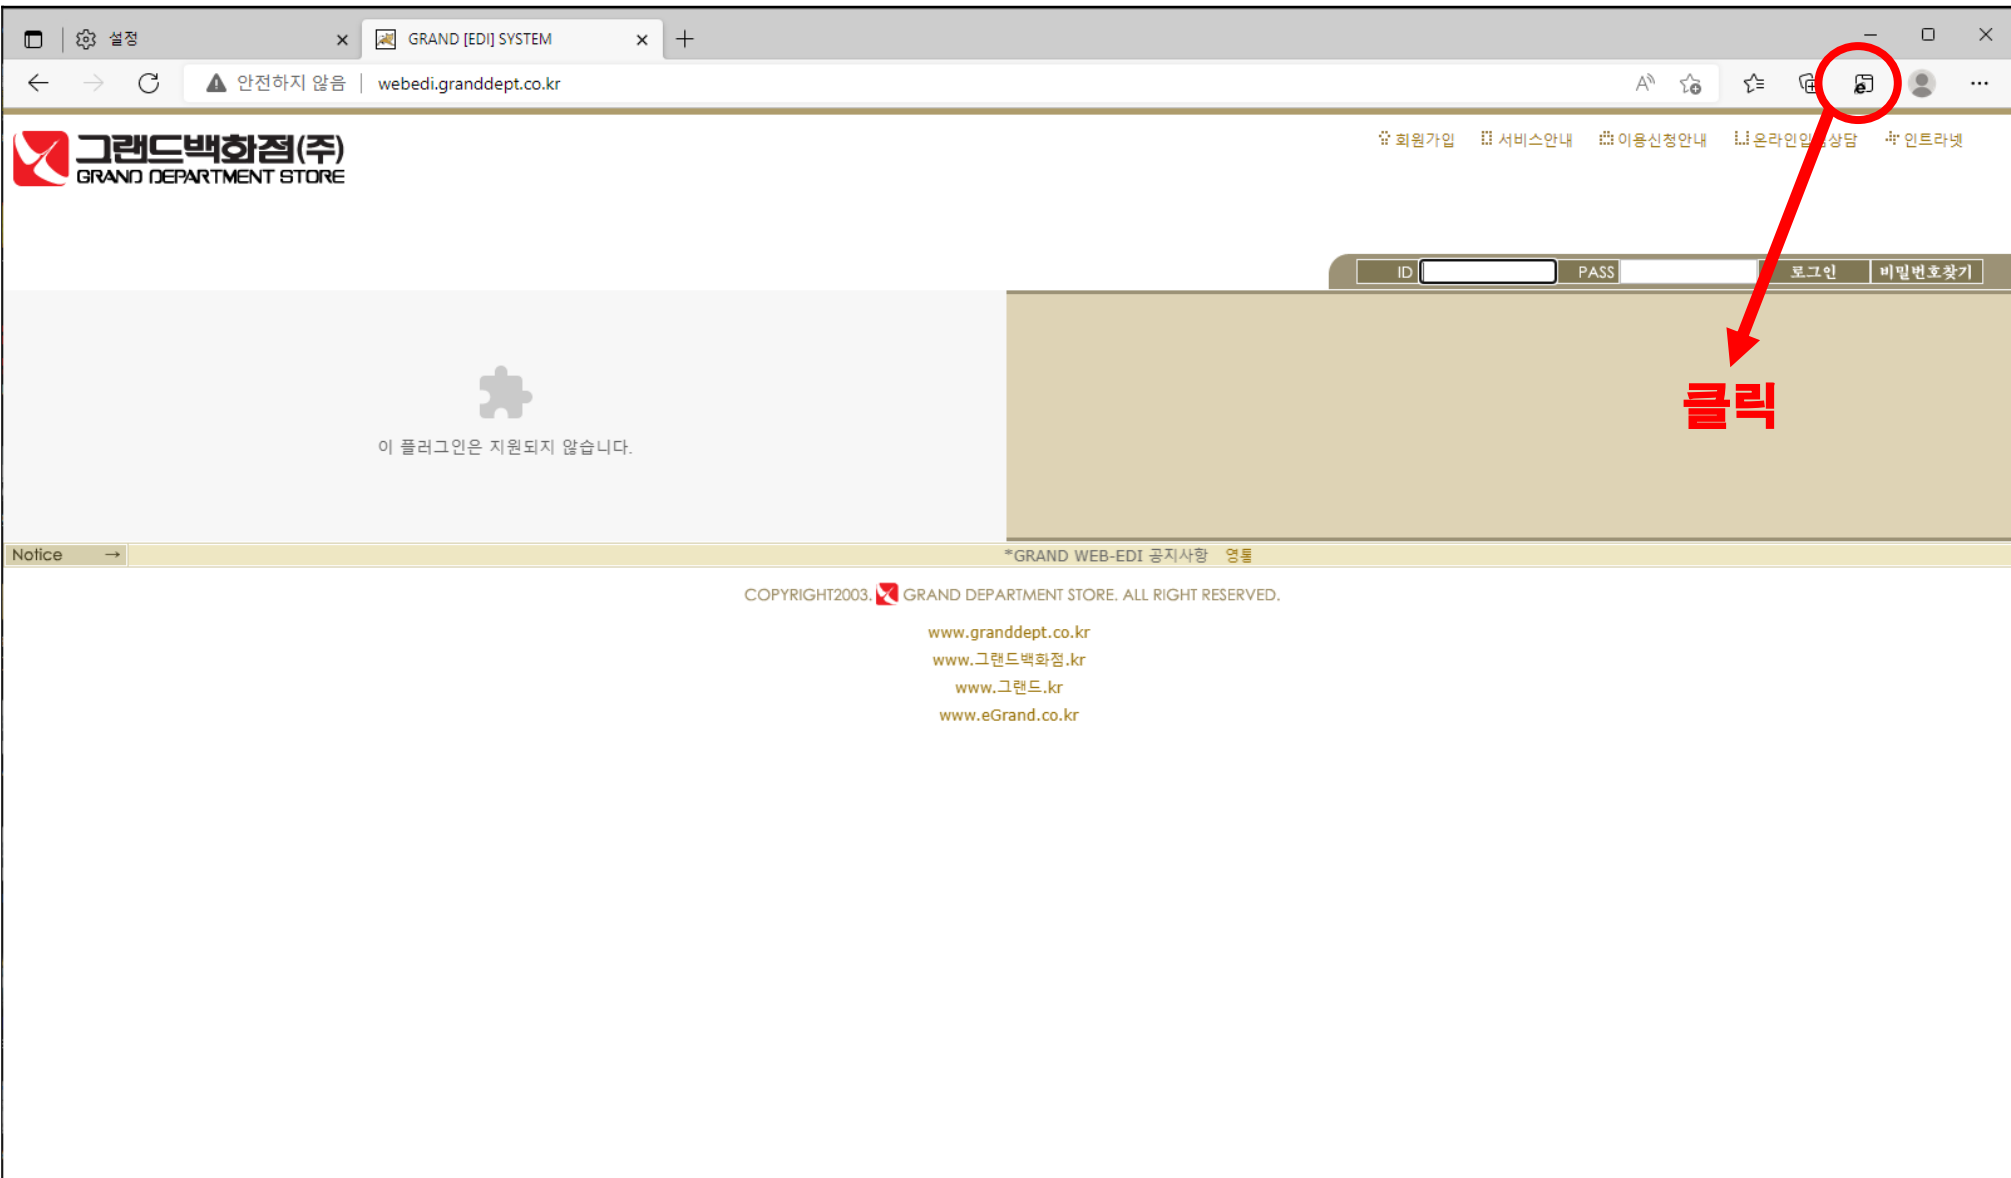 설정
GRAND [EDI] SYSTEM
안전하지 않음 webedi.granddept.co.kr
그랜드백화점(주)
GRAND DEPARTMENT STORE
회원가입 서비스안내 이용신청안내 인트라넷
ID PASS 로그인 비밀번호찾기
클릭
이 플러그인은 지원되지 않습니다.
Notice → *GRAND WEB-EDI 공지사항 영통
COPYRIGHT2003. GRAND DEPARTMENT STORE. ALL RIGHT RESERVED.
www.granddept.co.kr
www.그랜드백화점.kr
www.그랜드.kr
www.eGrand.co.kr